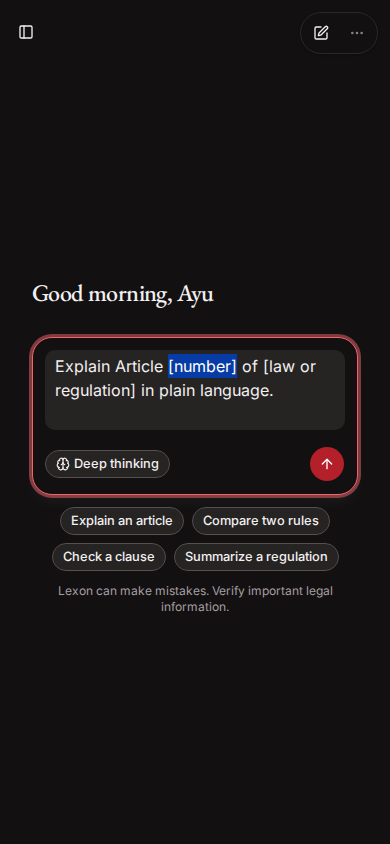 Good morning, Ayu
Explain Article [number] of [law or
regulation] in plain language.
Deep thinking
Explain an article
Compare two rules
Check a clause
Summarize a regulation
Lexon can make mistakes. Verify important legal
information.